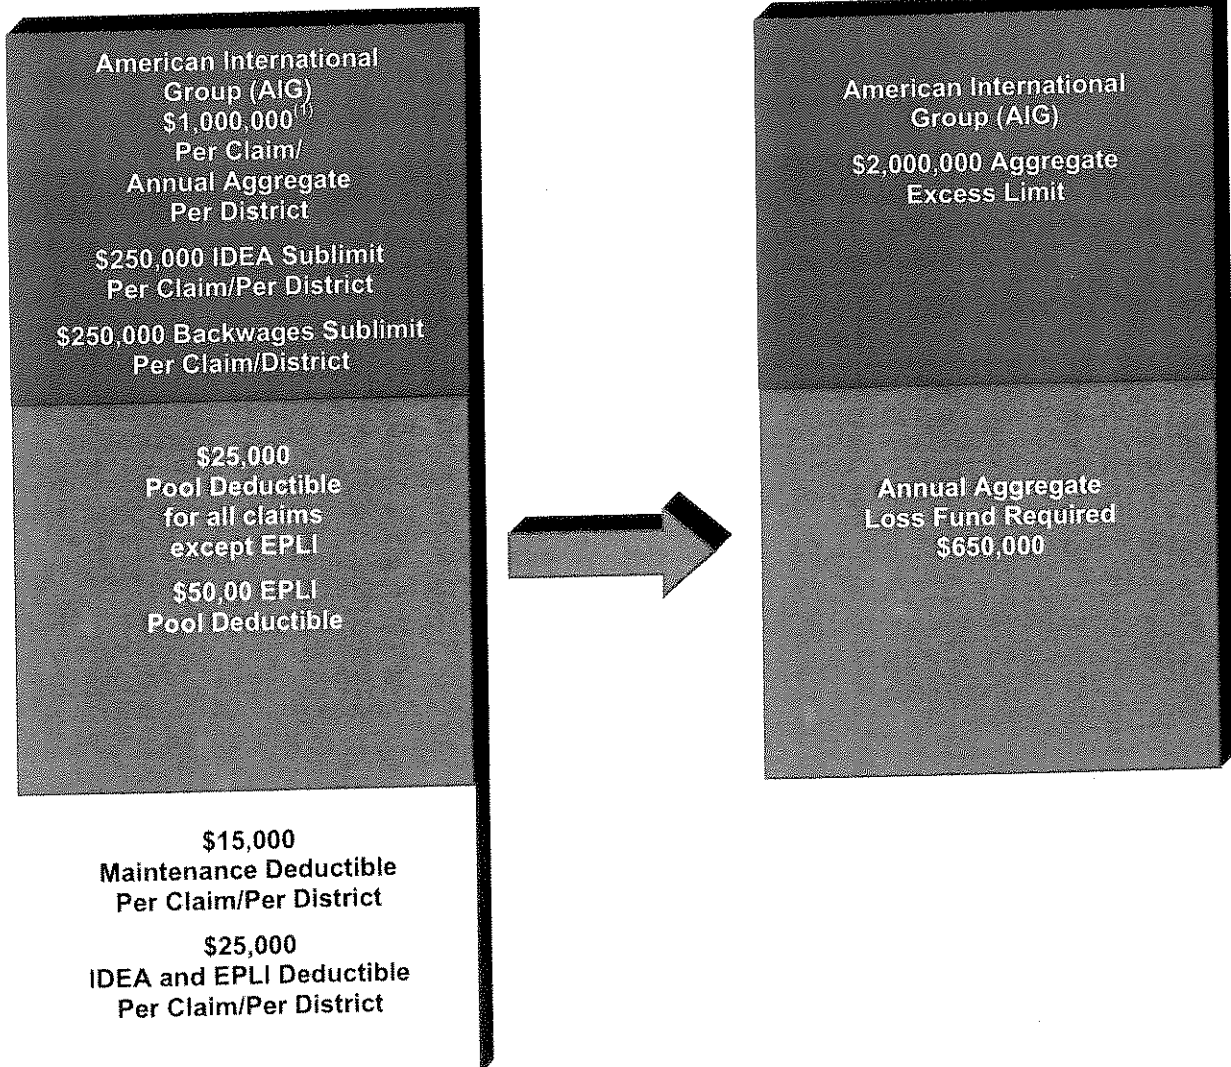 American International
Group (AIG)
$1,000,000(1)
Per Claim/
Annual Aggregate
Per District
$250,000 IDEA Sublimit
Per Claim/Per District
$250,000 Backwages Sublimit
Per Claim/District
$25,000
Pool Deductible
for all claims
except EPLI
$50,00 EPLI
Pool Deductible
$15,000
Maintenance Deductible
Per Claim/Per District
$25,000
IDEA and EPLI Deductible
Per Claim/Per District
American International
Group (AIG)
$2,000,000 Aggregate
Excess Limit
Annual Aggregate
Loss Fund Required
$650,000